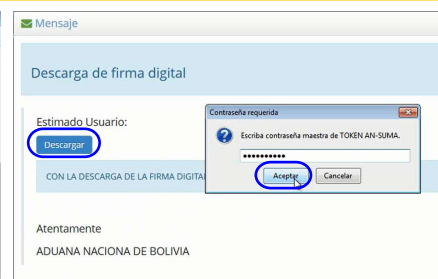 Mensaje
Descarga de firma digital
Estimado Usuario:
Descargar
CON LA DESCARGA DE LA FIRMA DIGITAL
Contraseña requerida
Escriba contraseña maestra de TOKEN AN-SUMA.
••••••••••
Aceptar
Cancelar
Atentamente
ADUANA NACIONA DE BOLIVIA